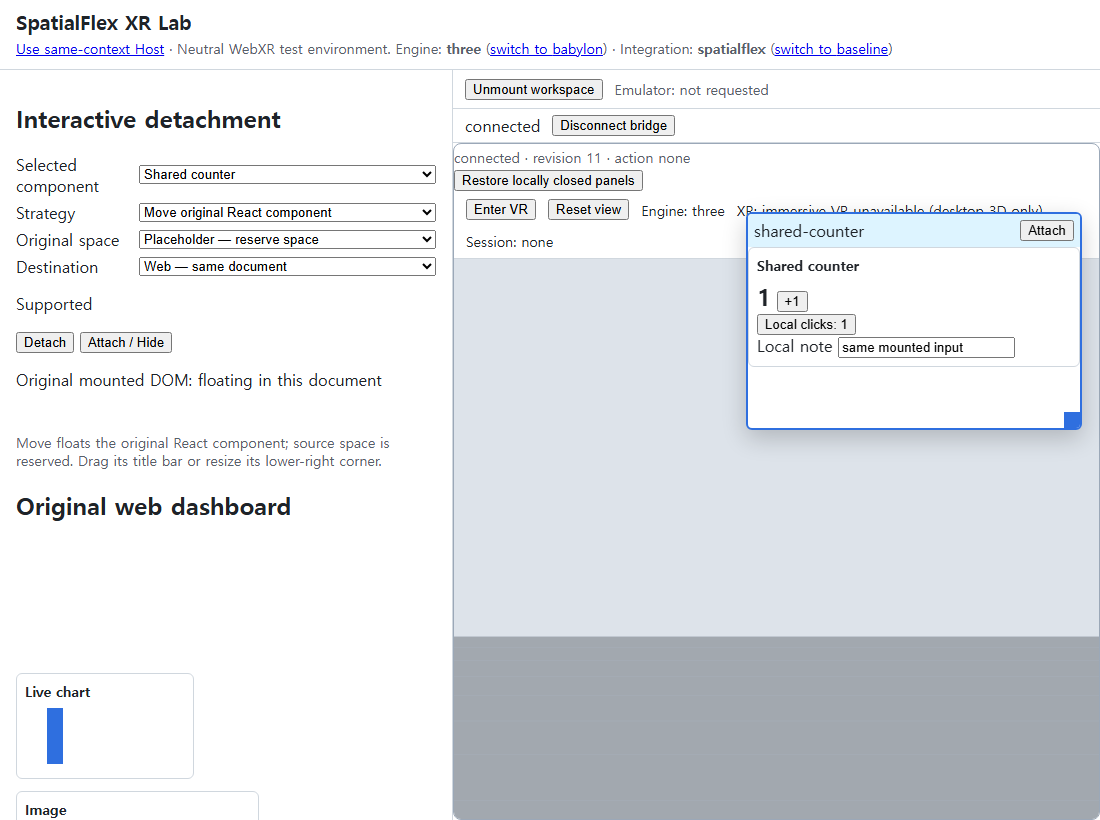 SpatialFlex XR Lab
Use same-context Host · Neutral WebXR test environment. Engine: three (switch to babylon) · Integration: spatialflex (switch to baseline)
Interactive detachment
Selected component
Shared counter
Strategy
Move original React component
Original space
Placeholder — reserve space
Destination
Web — same document
Supported
Detach
Attach / Hide
Original mounted DOM: floating in this document
Move floats the original React component; source space is
reserved. Drag its title bar or resize its lower-right corner.
Original web dashboard
Live chart
Image
Unmount workspace
Emulator: not requested
connected
Disconnect bridge
connected · revision 11 · action none
Restore locally closed panels
Enter VR
Reset view
Engine: three
XR: immersive-VR unavailable (desktop 3D only)
Session: none
shared-counter
Attach
Shared counter
1
+1
Local clicks: 1
Local note
same mounted input